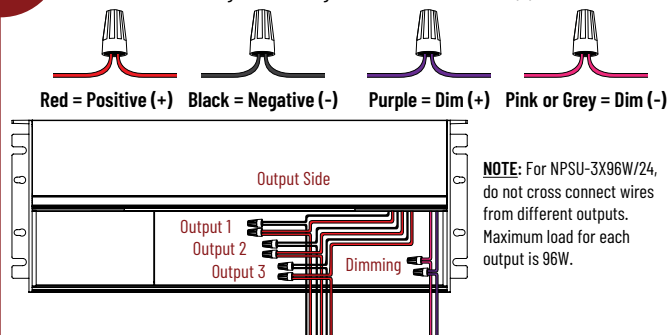 Red = Positive (+)
Black = Negative (-)
Purple = Dim (+)
Pink or Grey = Dim (-)
Output Side
Output 1
Output 2
Output 3
Dimming
NOTE: For NPSU-3X96W/24,
do not cross connect wires
from different outputs.
Maximum load for each
output is 96W.